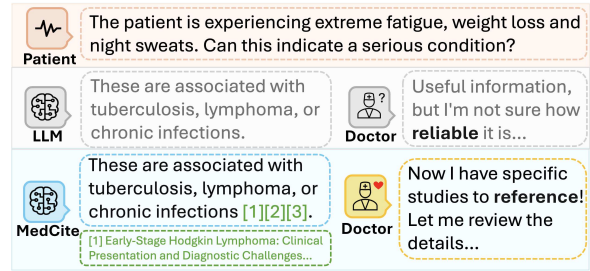 The patient is experiencing extreme fatigue, weight loss and
night sweats. Can this indicate a serious condition?
Patient
These are associated with
tuberculosis, lymphoma, or
chronic infections.
LLM
?
Useful information,
but I'm not sure how
reliable it is...
Doctor
These are associated with
tuberculosis, lymphoma, or
chronic infections [1][2][3].
MedCite
[1] Early-Stage Hodgkin Lymphoma: Clinical
Presentation and Diagnostic Challenges...
Now I have specific
studies to reference!
Let me review the
details...
Doctor